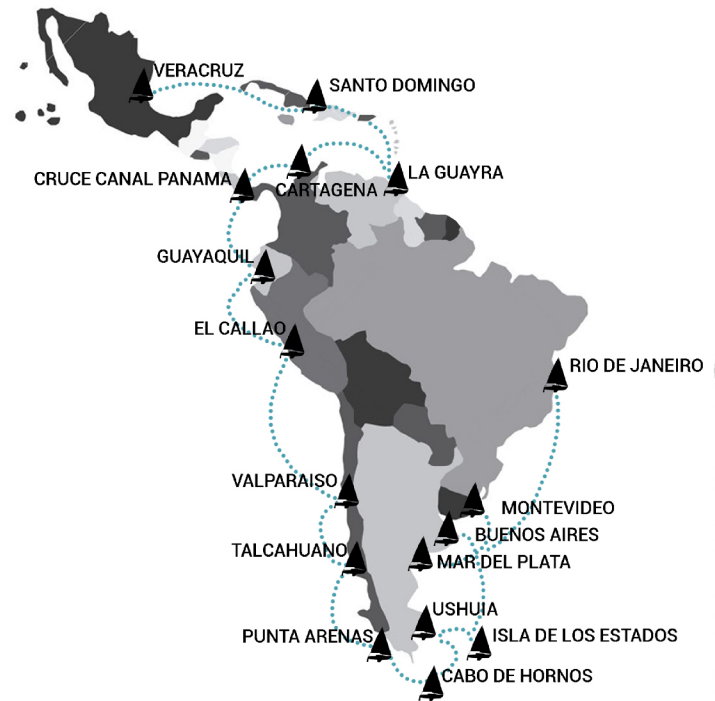 VERACRUZ
SANTO DOMINGO
CRUCE CANAL PANAMA
CARTAGENA
LA GUAYRA
GUAYAQUIL
EL CALLAO
RIO DE JANEIRO
VALPARAISO
MONTEVIDEO
BUENOS AIRES
TALCAHUANO
MAR DEL PLATA
USHUIA
PUNTA ARENAS
ISLA DE LOS ESTADOS
CABO DE HORNOS